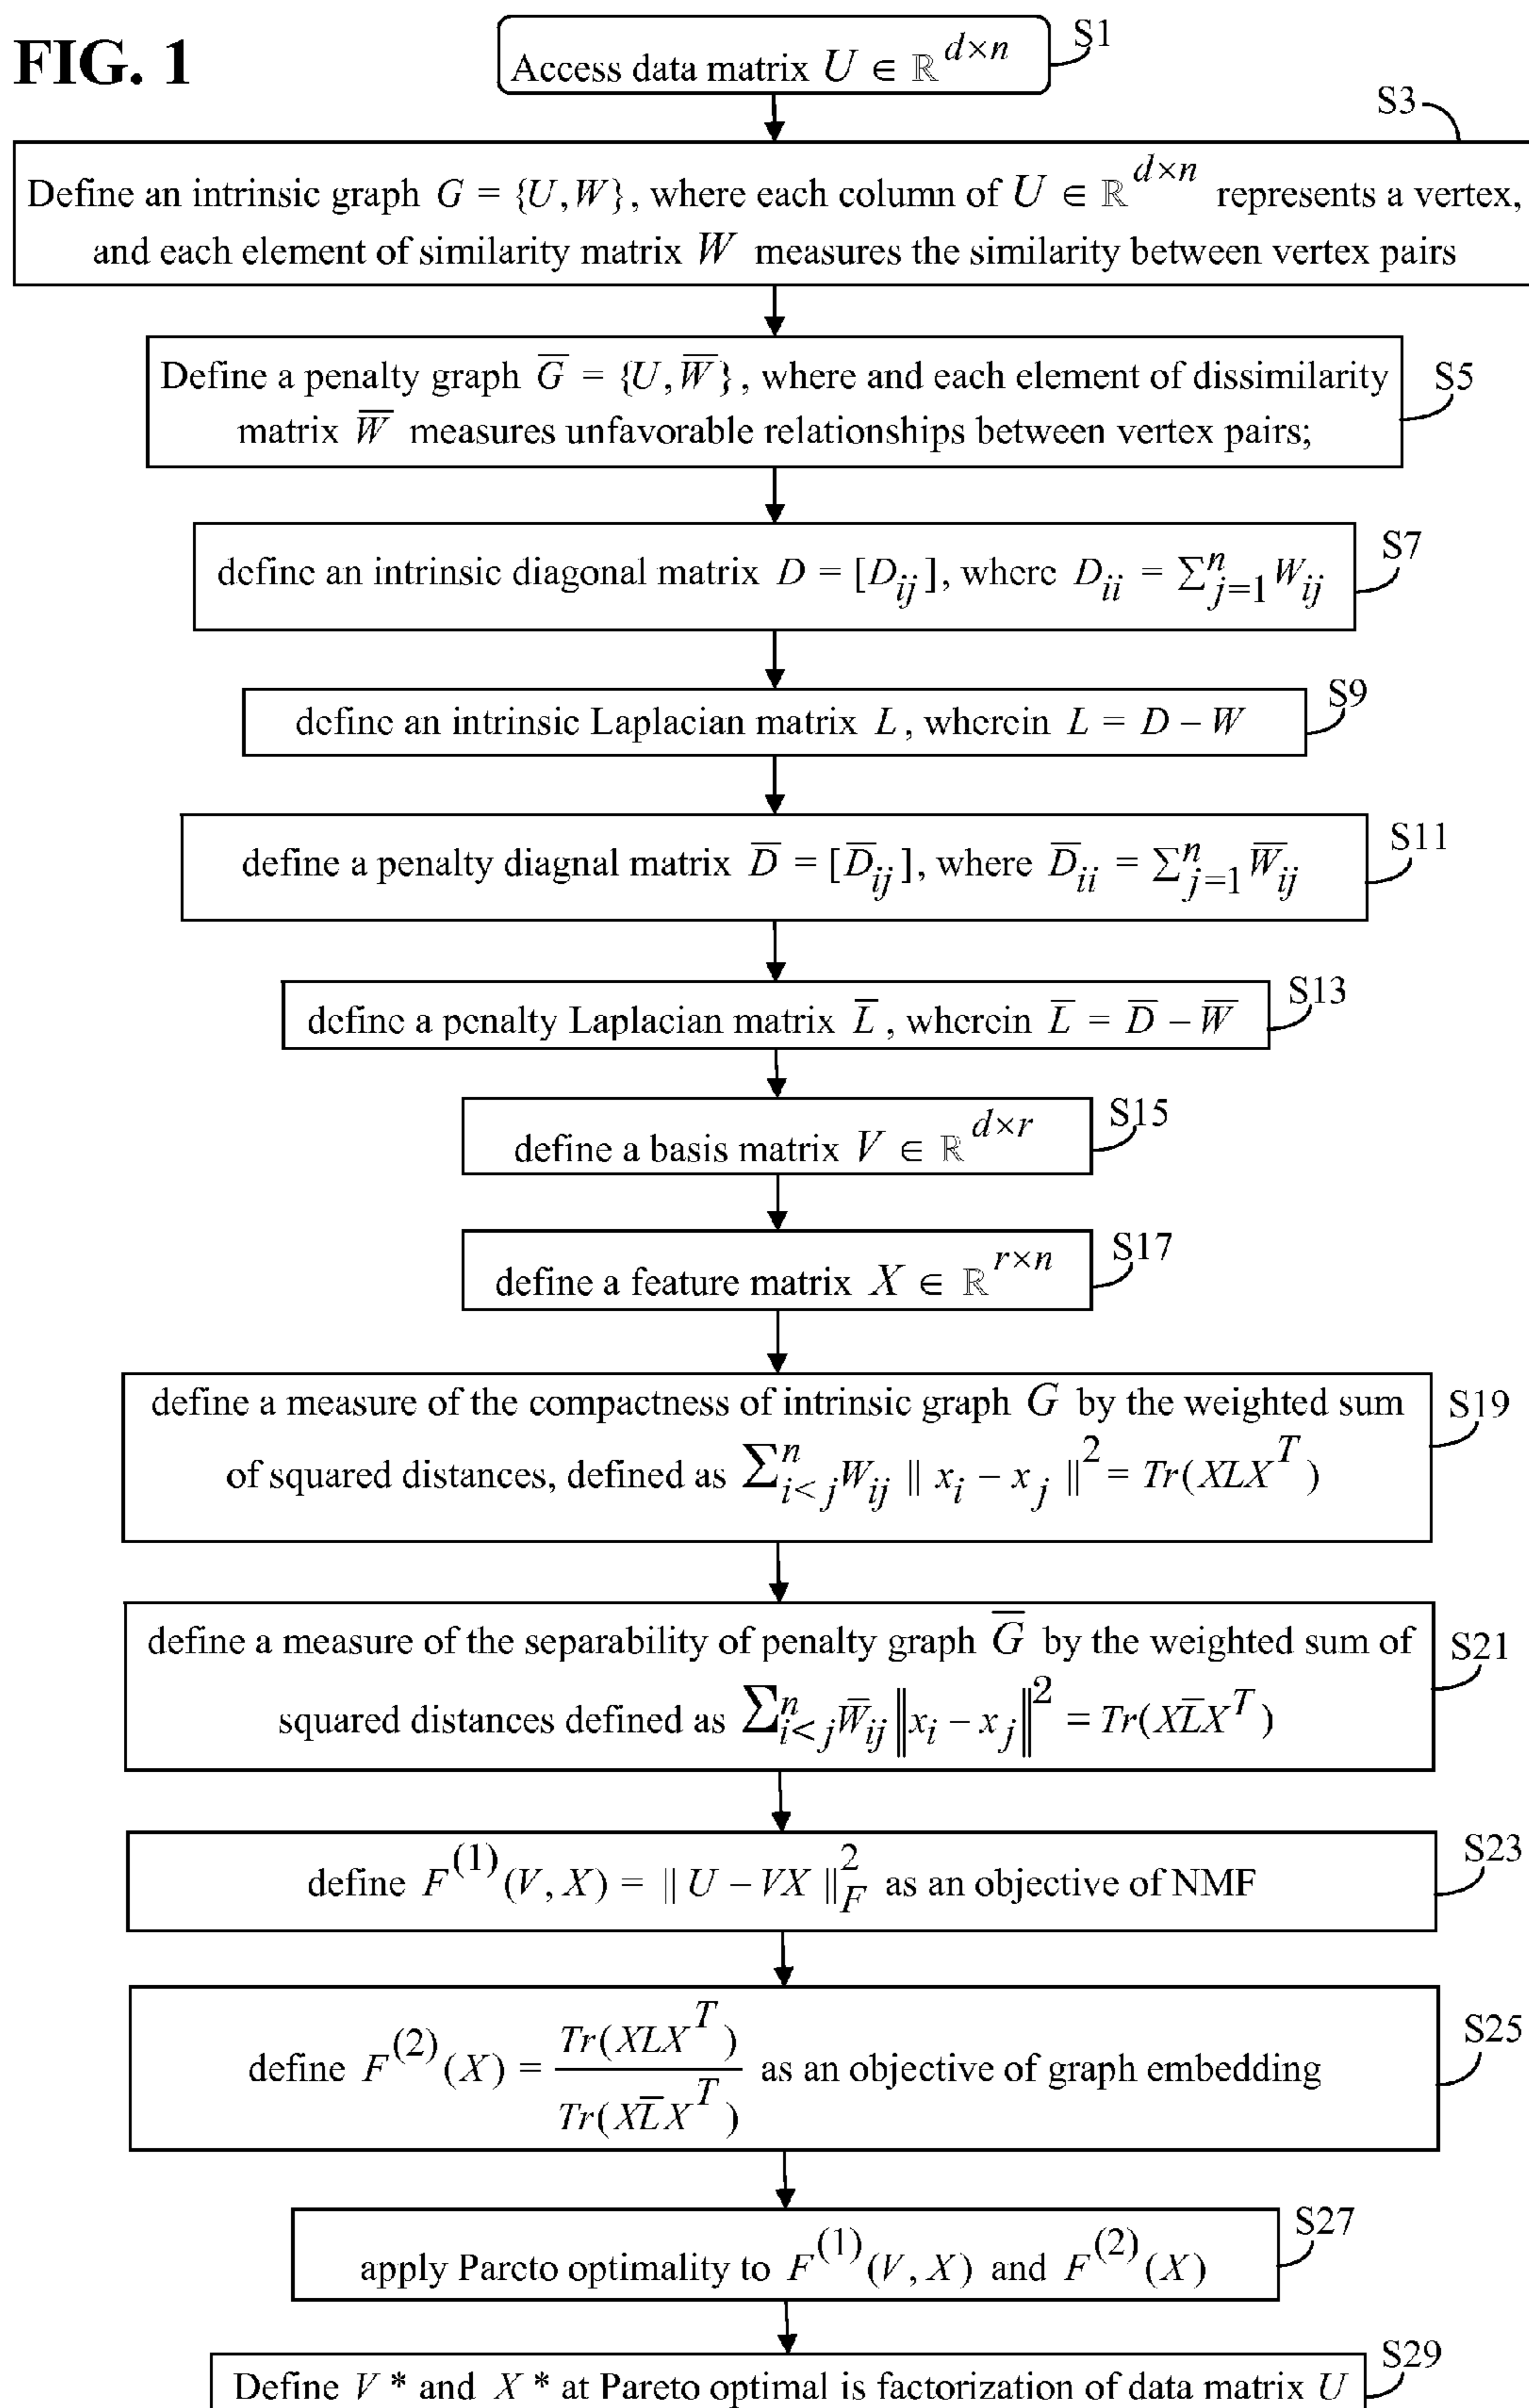 FIG. 1
Access data matrix U ∈ ℝ^{d×n}
S1
S3
Define an intrinsic graph G = {U, W}, where each column of U ∈ ℝ^{d×n} represents a vertex,
and each element of similarity matrix W measures the similarity between vertex pairs
Define a penalty graph G̅ = {U, W̅}, where and each element of dissimilarity
matrix W̅ measures unfavorable relationships between vertex pairs;
S5
define an intrinsic diagonal matrix D = [D_{ij}], where D_{ii} = ∑_{j=1}^{n} W_{ij}
S7
define an intrinsic Laplacian matrix L, wherein L = D − W
S9
define a penalty diagnal matrix D̅ = [D̅_{ij}], where D̅_{ii} = ∑_{j=1}^{n} W̅_{ij}
S11
define a penalty Laplacian matrix L̅, wherein L̅ = D̅ − W̅
S13
define a basis matrix V ∈ ℝ^{d×r}
S15
define a feature matrix X ∈ ℝ^{r×n}
S17
define a measure of the compactness of intrinsic graph G by the weighted sum
of squared distances, defined as ∑_{i<j}^{n} W_{ij} ‖ x_i − x_j ‖^2 = Tr(XLX^T)
S19
define a measure of the separability of penalty graph G̅ by the weighted sum of
squared distances defined as ∑_{i<j}^{n} W̅_{ij} ‖x_i − x_j‖^2 = Tr(XL̅X^T)
S21
define F^{(1)}(V, X) = ‖ U − VX ‖_F^2 as an objective of NMF
S23
define F^{(2)}(X) = Tr(XLX^T) / Tr(XL̅X^T) as an objective of graph embedding
S25
apply Pareto optimality to F^{(1)}(V, X) and F^{(2)}(X)
S27
Define V * and X * at Pareto optimal is factorization of data matrix U
S29